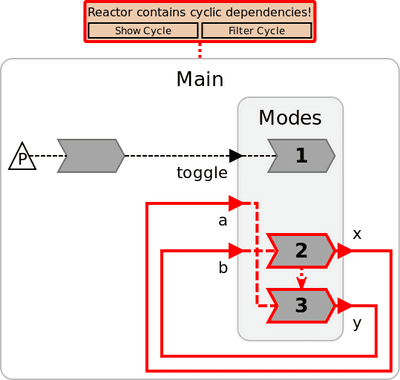 Reactor contains cyclic dependencies!
Show Cycle Filter Cycle
Main
Modes
P
1
toggle
a
b
2
x
3
y